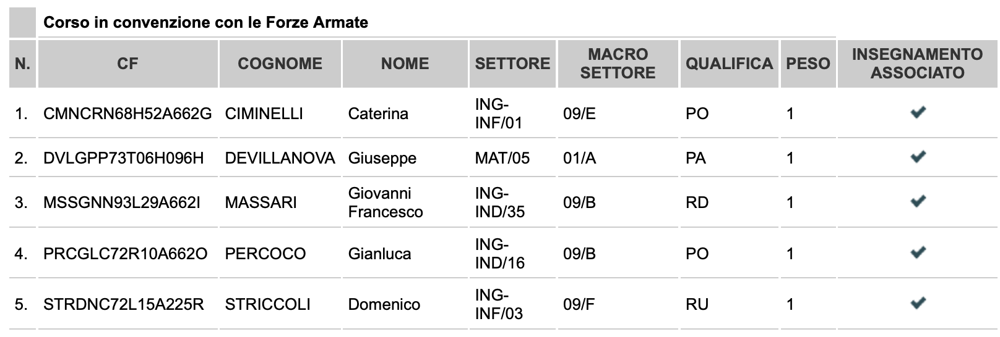 Corso in convenzione con le Forze Armate
N. CF COGNOME NOME SETTORE MACRO SETTORE QUALIFICA PESO INSEGNAMENTO ASSOCIATO
1. CMNCRN68H52A662G CIMINELLI Caterina ING-INF/01 09/E PO 1
2. DVLGPP73T06H096H DEVILLANOVA Giuseppe MAT/05 01/A PA 1
3. MSSGNN93L29A662I MASSARI Giovanni Francesco ING-IND/35 09/B RD 1
4. PRCGLC72R10A662O PERCOCO Gianluca ING-IND/16 09/B PO 1
5. STRDNC72L15A225R STRICCOLI Domenico ING-INF/03 09/F RU 1